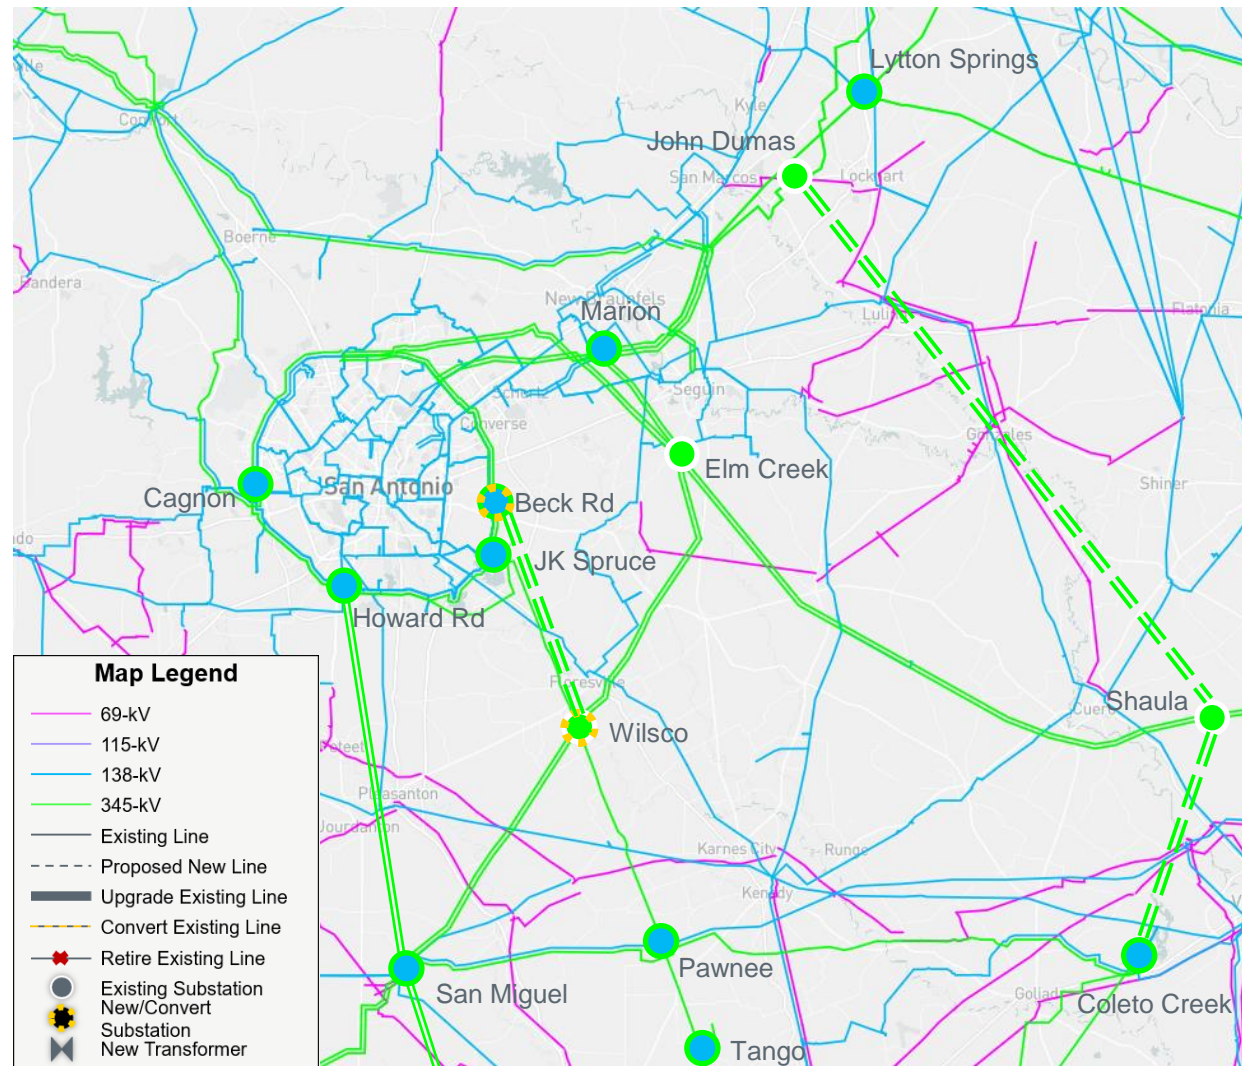 Lytton Springs
Kyle
John Dumas
San Marcos
Lockhart
Comfort
Boerne
Bandera
New Braunfels
Marion
Luling
Flatonia
Seguin
Schertz
Converse
Gonzales
Elm Creek
Shiner
San Antonio
Cagnon
Beck Rd
JK Spruce
Howard Rd
Floresville
Shaula
Cuero
Wilsco
Poteet
Pleasanton
Jourdanton
Karnes City
Runge
Kenedy
Pawnee
San Miguel
Goliad
Coleto Creek
Tango
Map Legend
69-kV
115-kV
138-kV
345-kV
Existing Line
Proposed New Line
Upgrade Existing Line
Convert Existing Line
Retire Existing Line
Existing Substation
New/Convert
Substation
New Transformer